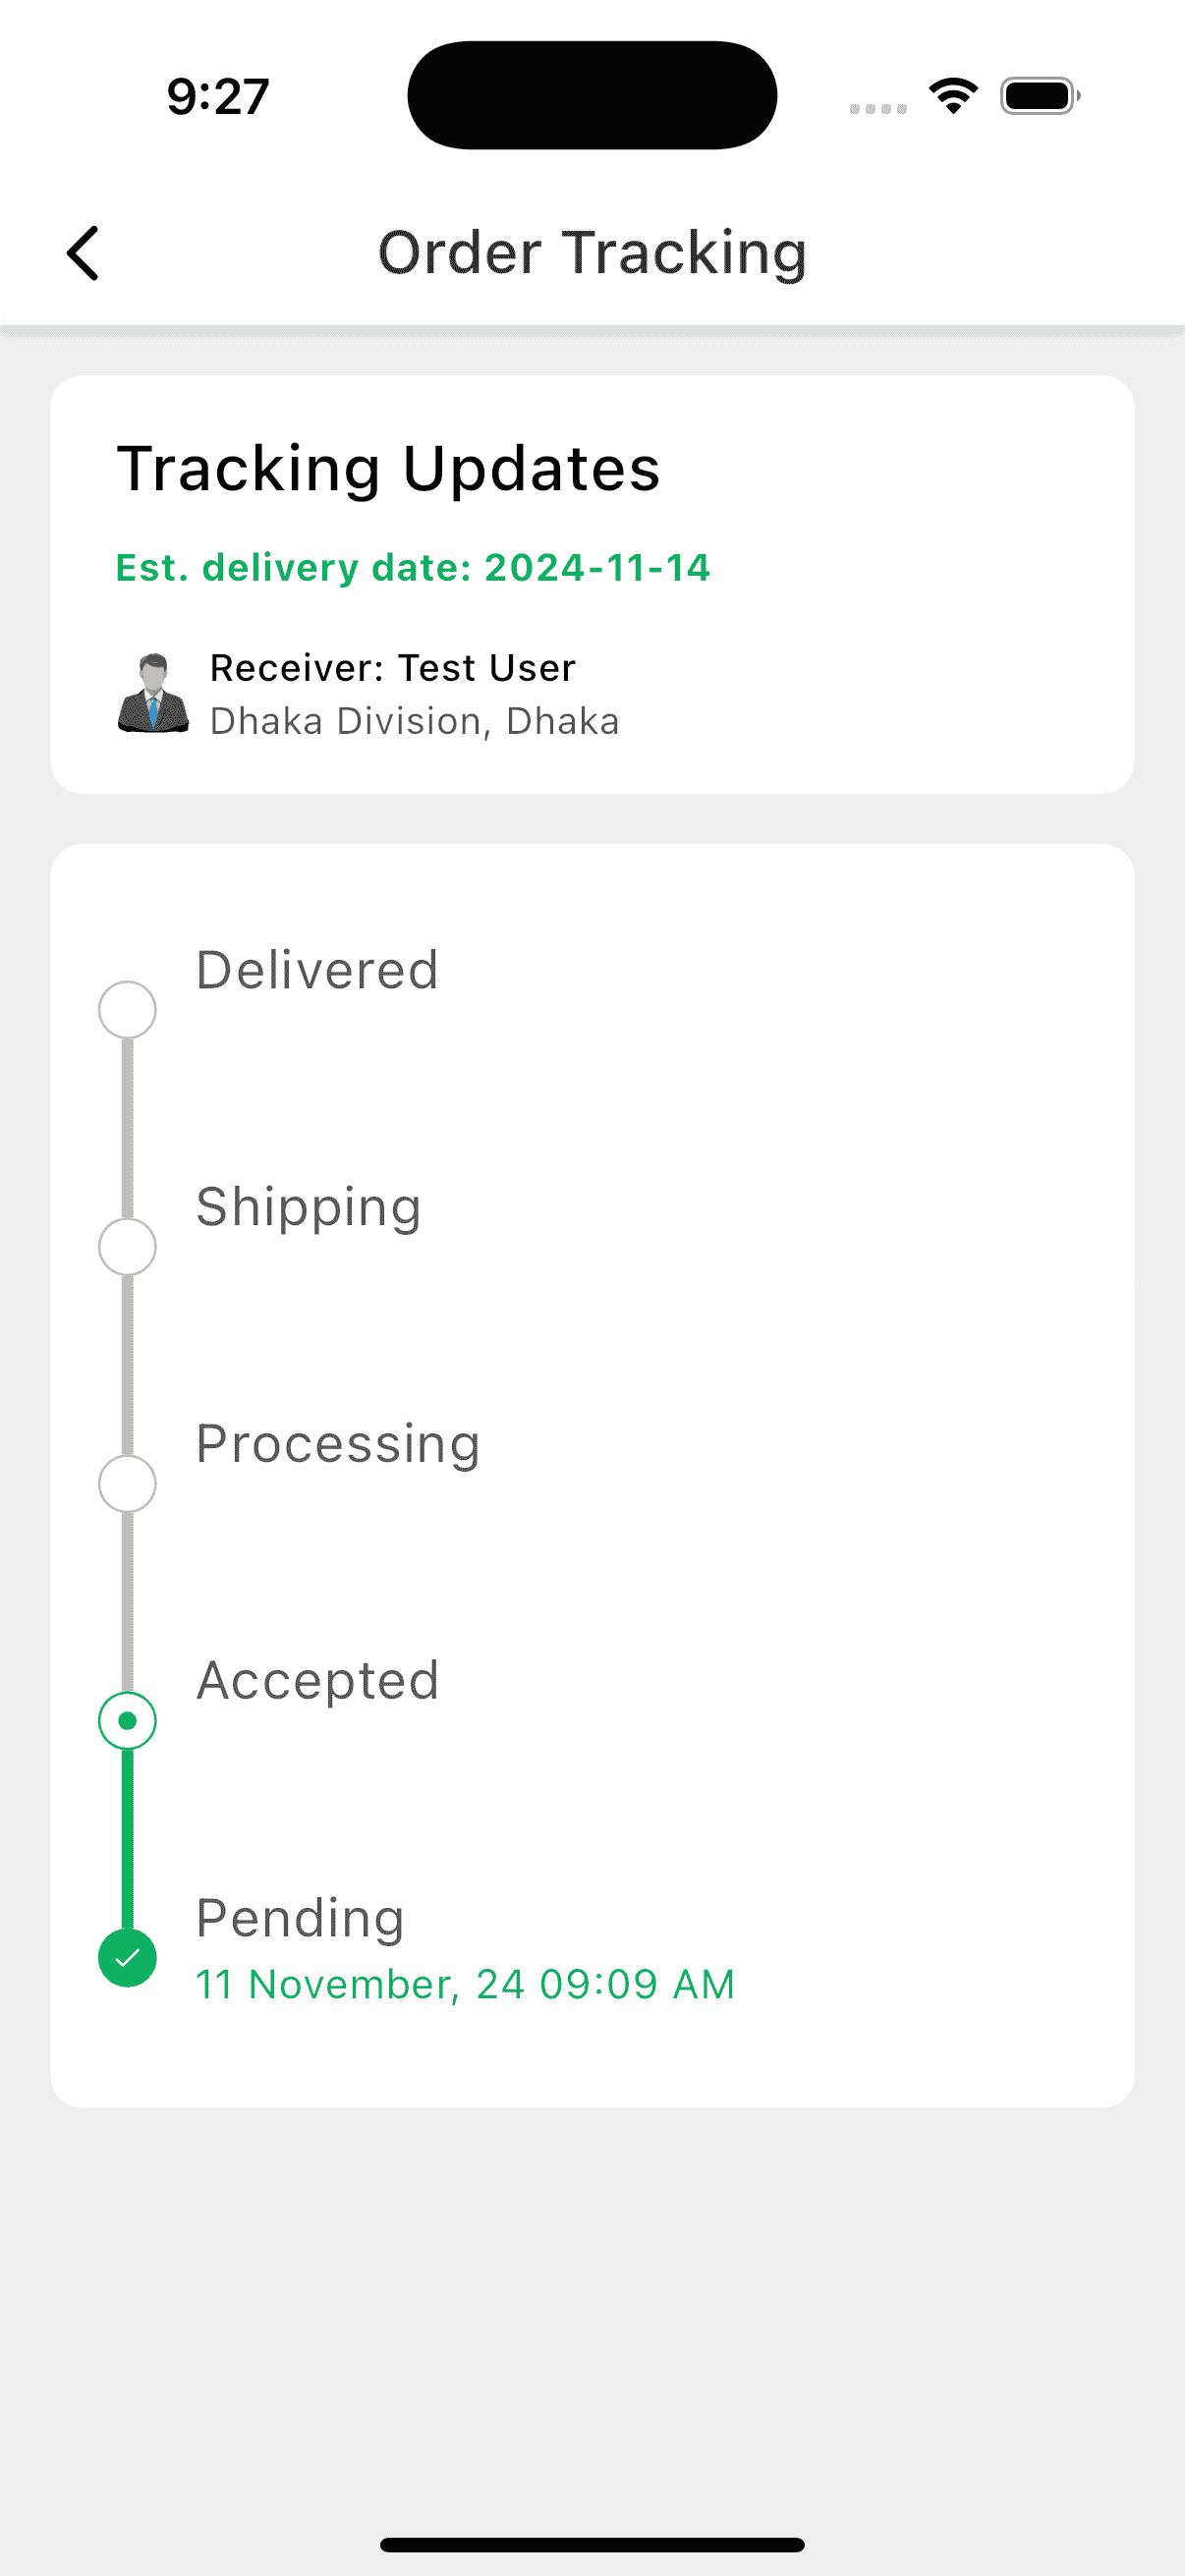 9:27
Order Tracking
Tracking Updates
Est. delivery date: 2024-11-14
Receiver: Test User
Dhaka Division, Dhaka
Delivered
Shipping
Processing
Accepted
Pending
11 November, 24 09:09 AM